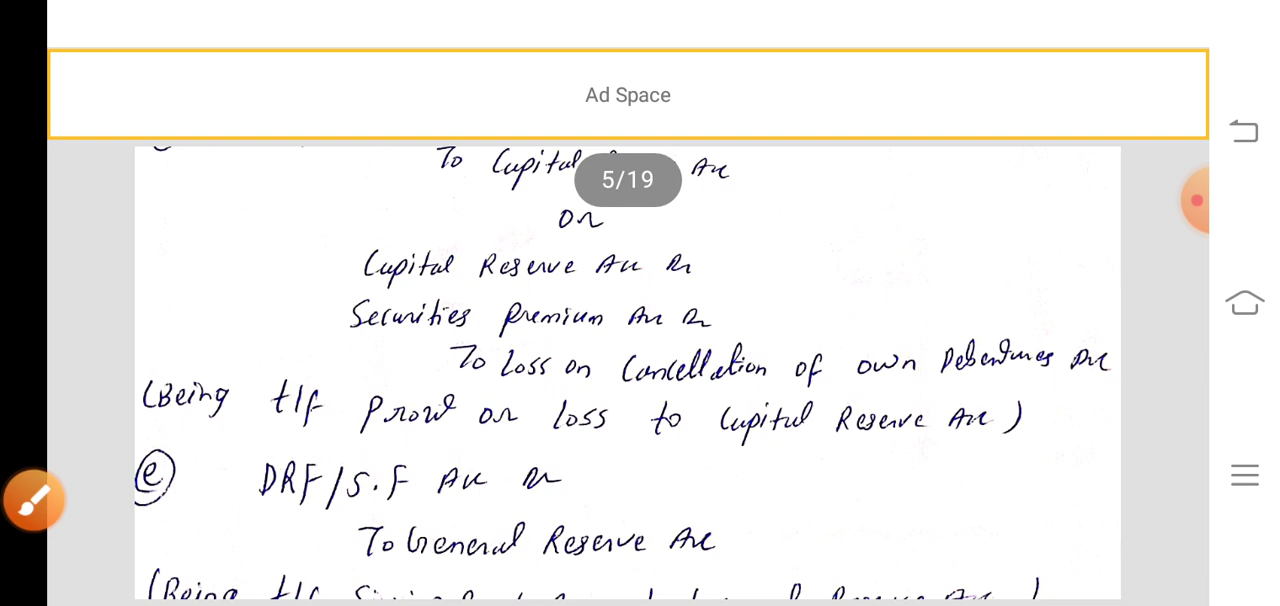 Ad Space
To Capital A/c
5/19
or
Capital Reserve A/c Dr
Securities Premium A/c Dr
To Loss on Cancellation of own Debentures A/c
(Being t/f Profit or loss to Capital Reserve A/c)
(e) DRF/S.F A/c Dr
To General Reserve A/c
(Being t/f